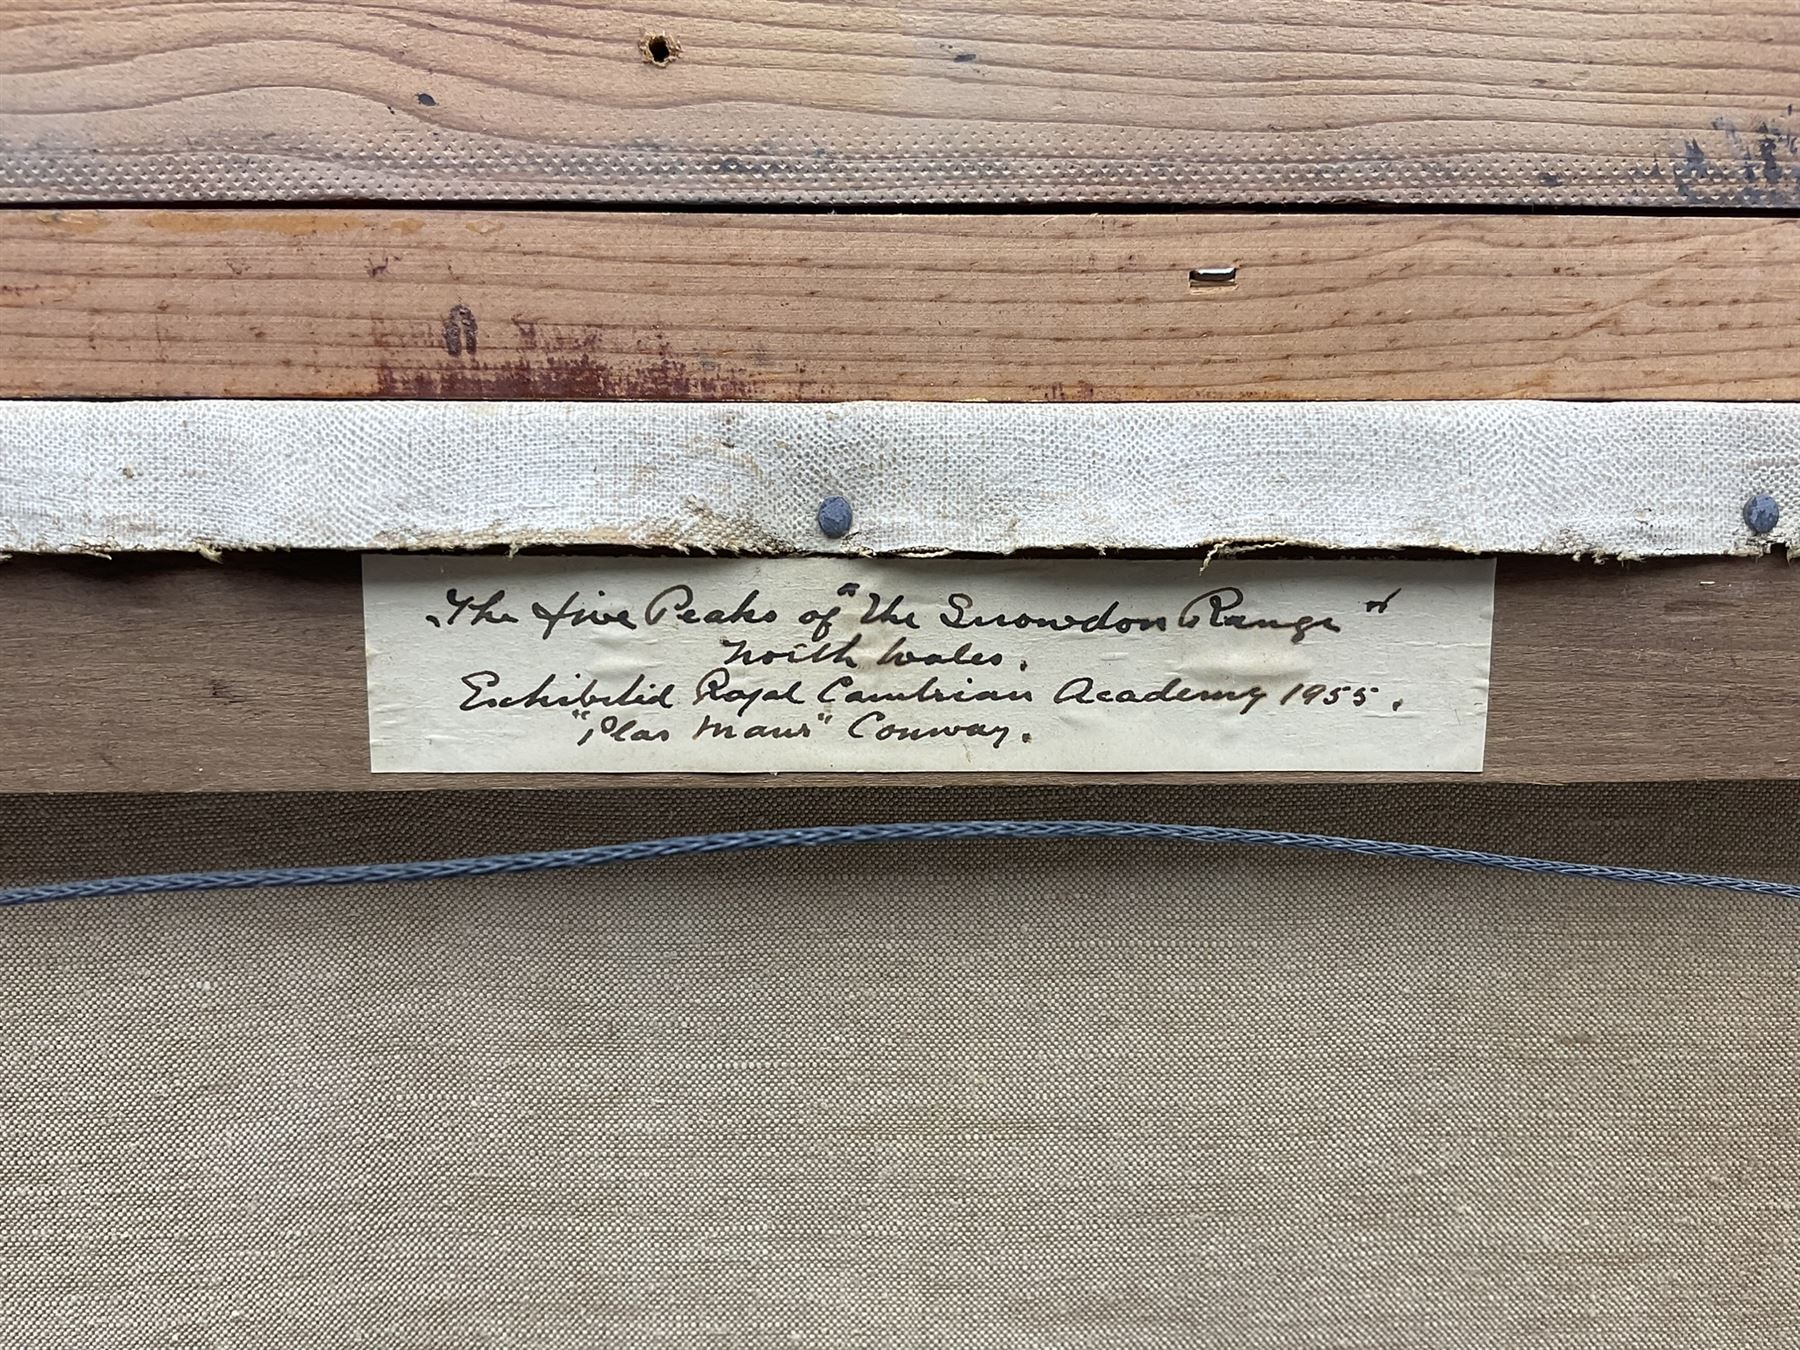 "The five Peaks of "The Snowdon Range"
North Wales.
Exhibited Royal Cambrian Academy 1955.
"Plas Mawr" Conway.